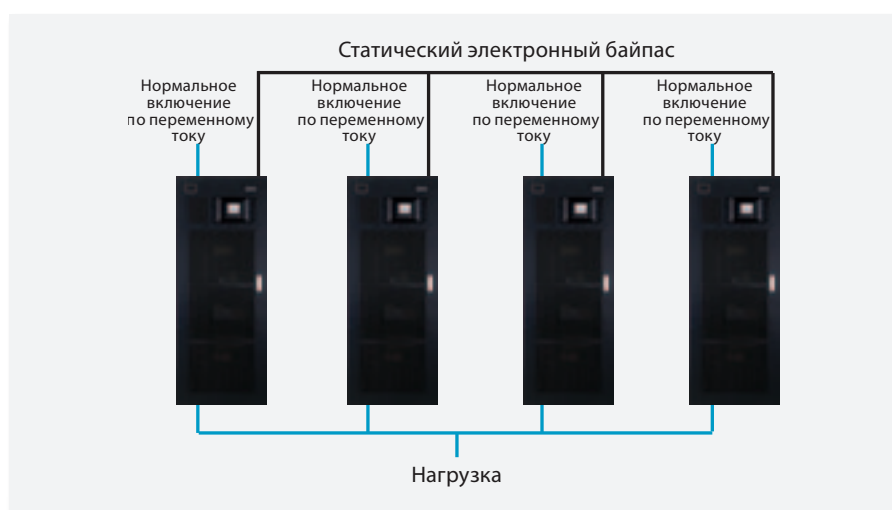 Статический электронный байпас
Нормальное
включение
по переменному
току
Нормальное
включение
по переменному
току
Нормальное
включение
по переменному
току
Нормальное
включение
по переменному
току
Нагрузка